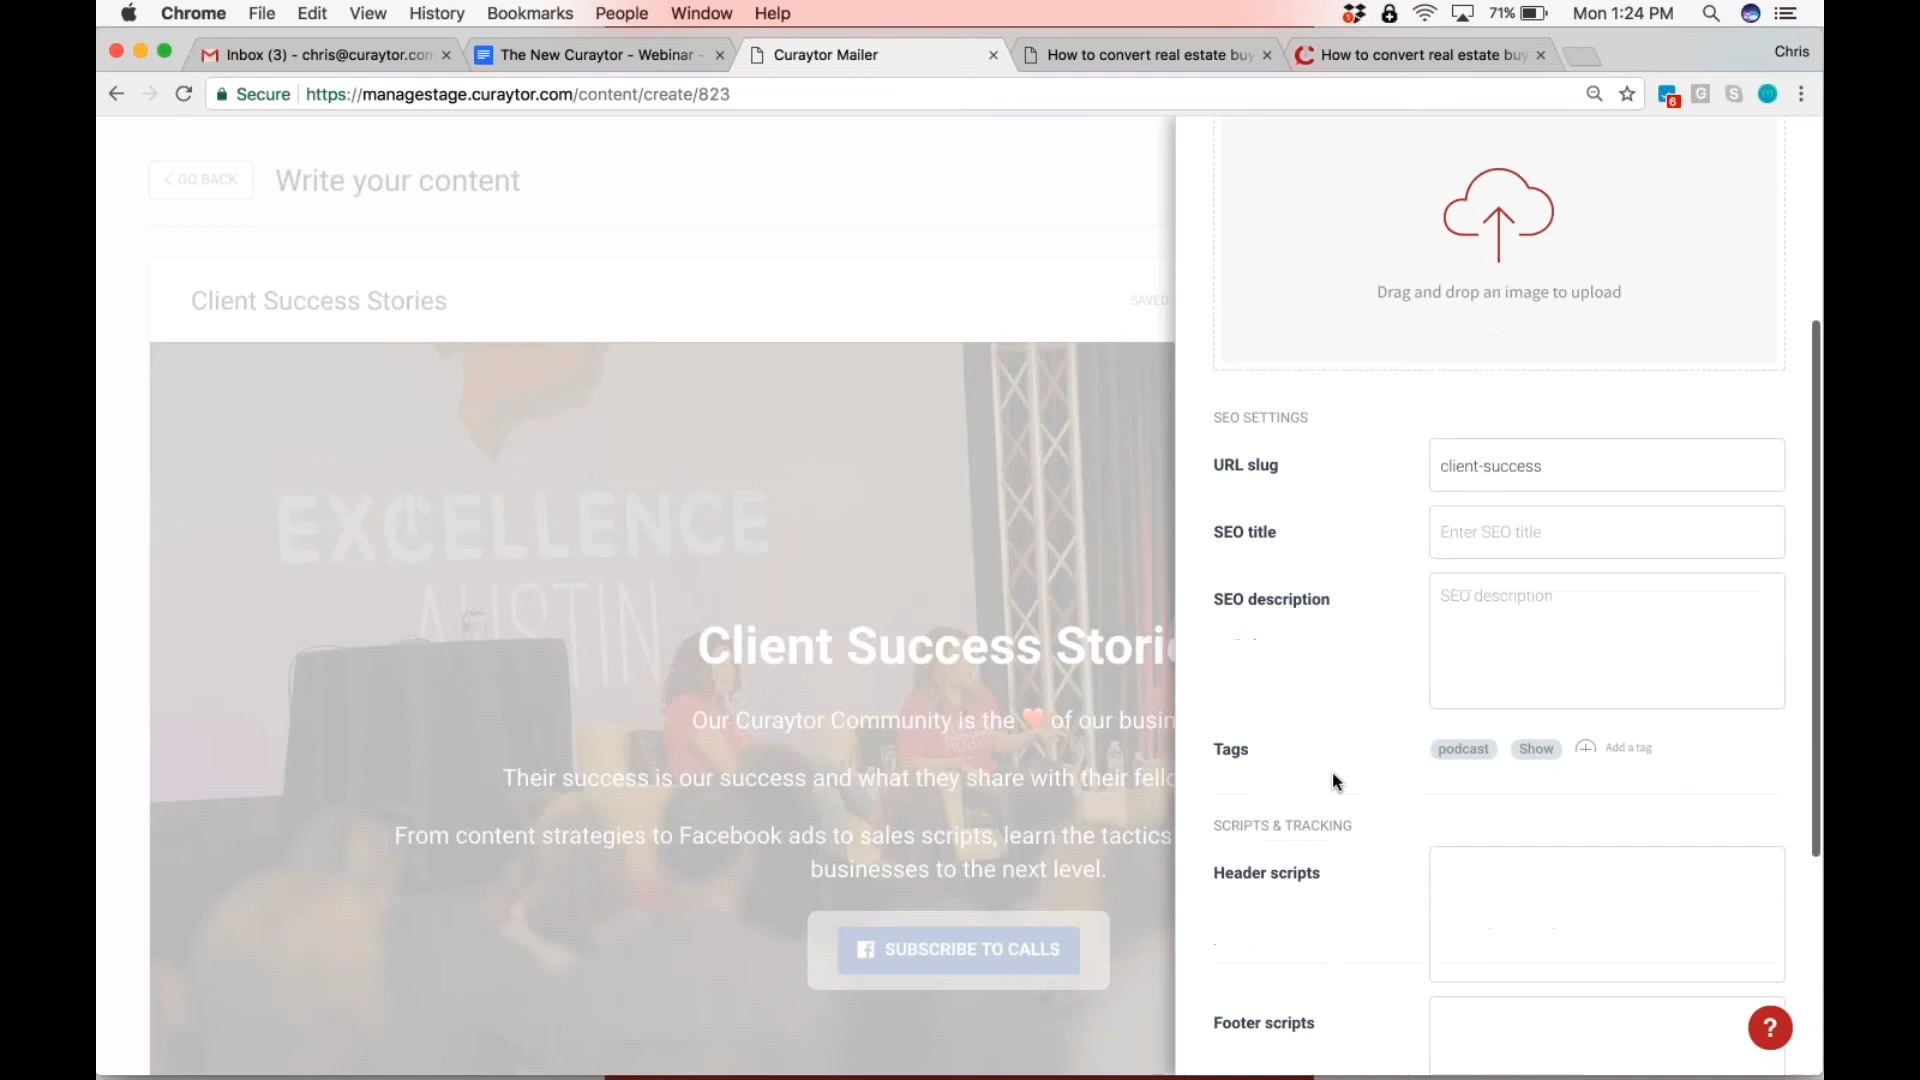 Chrome File Edit View History Bookmarks People Window Help
71% Mon 1:24 PM
Inbox (3) - chris@curaytor.com
The New Curaytor - Webinar -
Curaytor Mailer
How to convert real estate buy
How to convert real estate buy
Chris
Secure https://managestage.curaytor.com/content/create/823
6
GO BACK
Write your content
Client Success Stories
SAVED
EXCELLENCE
AUSTIN
Client Success Stori
Our Curaytor Community is the ❤️ of our busin
Their success is our success and what they share with their fell
From content strategies to Facebook ads to sales scripts, learn the tactics
businesses to the next level.
SUBSCRIBE TO CALLS
Drag and drop an image to upload
SEO SETTINGS
URL slug
client-success
SEO title
Enter SEO title
SEO description
SEO description
Tags
podcast Show Add a tag
SCRIPTS & TRACKING
Header scripts
Footer scripts
?